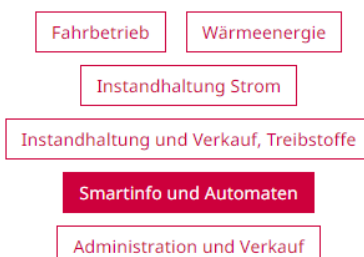 Fahrbetrieb Wärmeenergie
Instandhaltung Strom
Instandhaltung und Verkauf, Treibstoffe
Smartinfo und Automaten
Administration und Verkauf